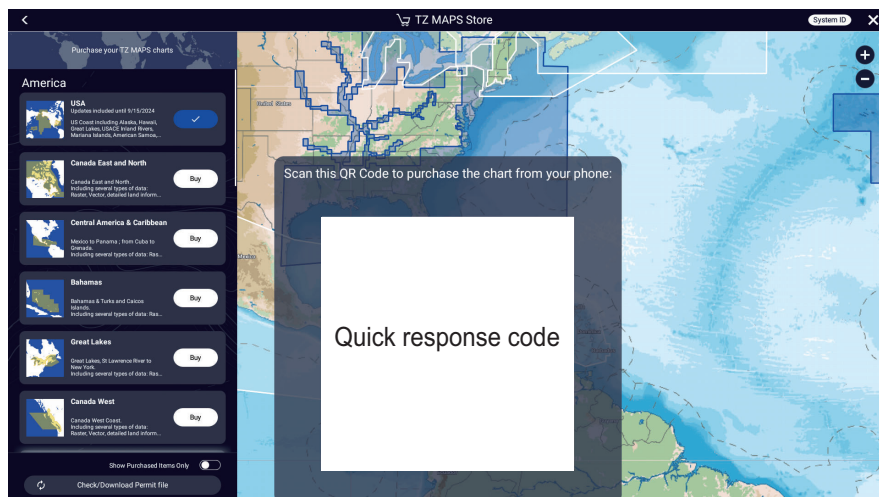 TZ MAPS Store
System ID
Purchase your TZ MAPS charts
America
USA
Updates included until 9/15/2024
US Coast including Alaska, Hawaii,
Great Lakes, USACE Inland Rivers,
Mariana Islands, American Samoa,...
Canada East and North
Canada East and North.
Including several types of data:
Raster, Vector, detailed land inform...
Buy
Central America & Caribbean
Mexico to Panama ; from Cuba to
Grenada.
Including several types of data: Ras...
Buy
Bahamas
Bahamas & Turks and Caicos
Islands.
Including several types of data: Ras...
Buy
Great Lakes
Great Lakes, St Lawrence River to
New York.
Including several types of data: Ras...
Buy
Canada West
Canada West Coast.
Including several types of data:
Raster, Vector, detailed land inform...
Buy
Show Purchased Items Only
Check/Download Permit file
United States
Mexico
Scan this QR Code to purchase the chart from your phone:
Quick response code